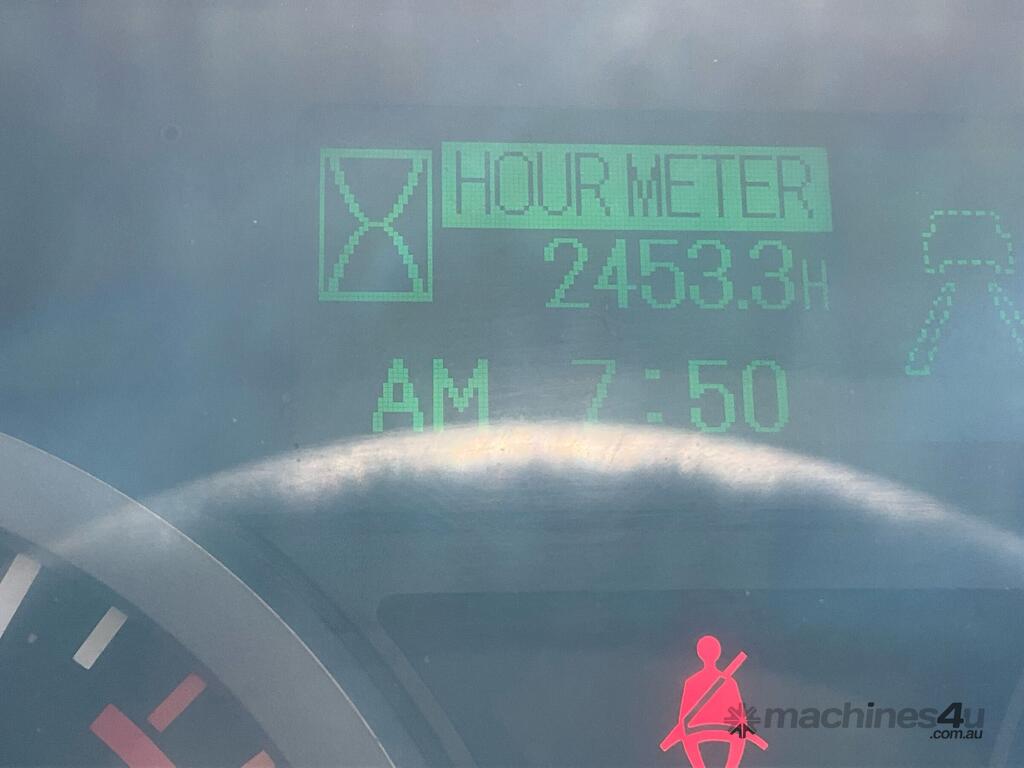 HOUR METER
2453.3H
AM 7:50
machines4u
.com.au